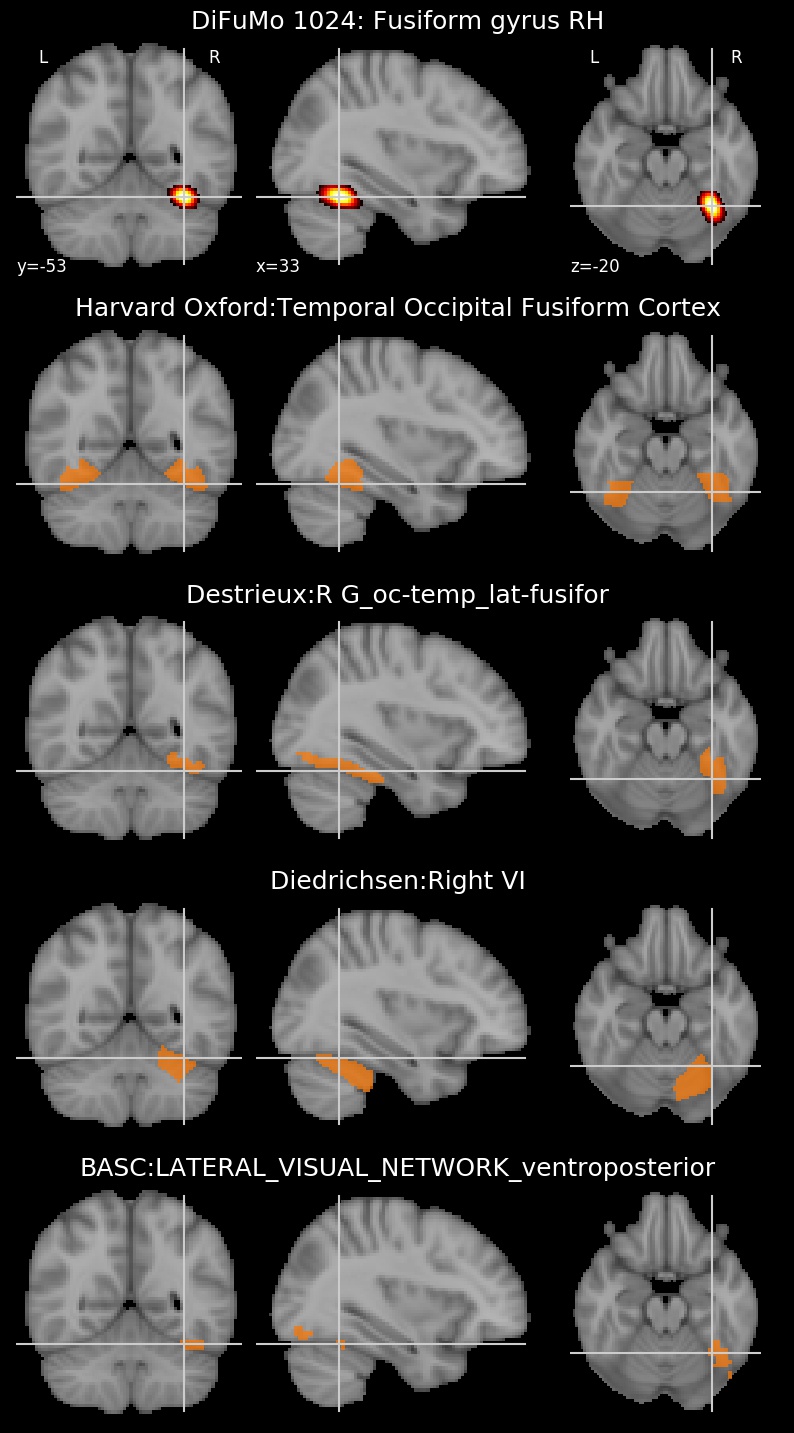 DiFuMo 1024: Fusiform gyrus RH
L R L R
y=-53 x=33 z=-20
Harvard Oxford:Temporal Occipital Fusiform Cortex
Destrieux:R G_oc-temp_lat-fusifor
Diedrichsen:Right VI
BASC:LATERAL_VISUAL_NETWORK_ventroposterior